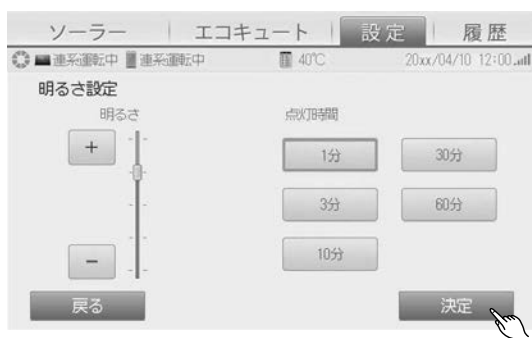 ソーラー エコキュート 設定 履歴
連系運転中 連系運転中 40℃ 20xx/04/10 12:00
明るさ設定
明るさ 点灯時間
+ 1分 30分
3分 60分
− 10分
戻る 決定